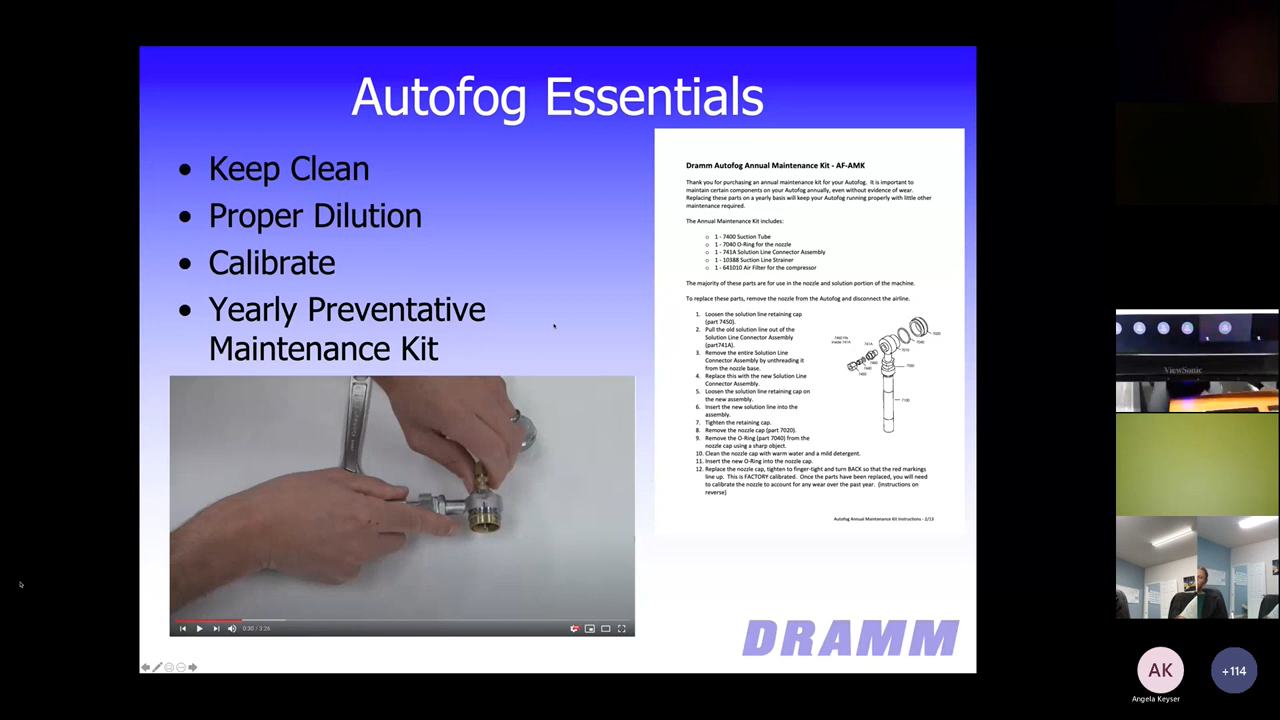 Autofog Essentials
• Keep Clean
• Proper Dilution
• Calibrate
• Yearly Preventative
Maintenance Kit
Dramm Autofog Annual Maintenance Kit - AF-AMK
Thank you for purchasing an annual maintenance kit for your Autofog. It is important to
maintain certain components on your Autofog annually, even without evidence of wear.
Replacing these parts on a yearly basis will keep your Autofog running properly with little other
maintenance required.
The Annual Maintenance Kit includes:
o 1 - 7400 Suction Tube
o 1 - 7040 O-Ring for the nozzle
o 1 - 741A Solution Line Connector Assembly
o 1 - 10388 Suction Line Strainer
o 1 - 641010 Air Filter for the compressor
The majority of these parts are for use in the nozzle and solution portion of the machine.
To replace these parts, remove the nozzle from the Autofog and disconnect the airline.
1. Loosen the solution line retaining cap
(part 7450).
2. Pull the old solution line out of the
Solution Line Connector Assembly
(part741A).
3. Remove the entire Solution Line
Connector Assembly by unthreading it
from the nozzle base.
4. Replace this with the new Solution Line
Connector Assembly.
5. Loosen the solution line retaining cap on
the new assembly.
6. Insert the new solution line into the
assembly.
7. Tighten the retaining cap.
8. Remove the nozzle cap (part 7020).
9. Remove the O-Ring (part 7040) from the
nozzle cap using a sharp object.
10. Clean the nozzle cap with warm water and a mild detergent.
11. Insert the new O-Ring into the nozzle cap.
12. Replace the nozzle cap, tighten to finger-tight and turn BACK so that the red markings
line up. This is FACTORY calibrated. Once the parts have been replaced, you will need
to calibrate the nozzle to account for any wear over the past year. (instructions on
reverse)
7020
7040
741A
7100
Autofog Annual Maintenance Kit Instructions - 2/13
0:30 / 3:26
DRAMM
ViewSonic
AK
+114
Angela Keyser